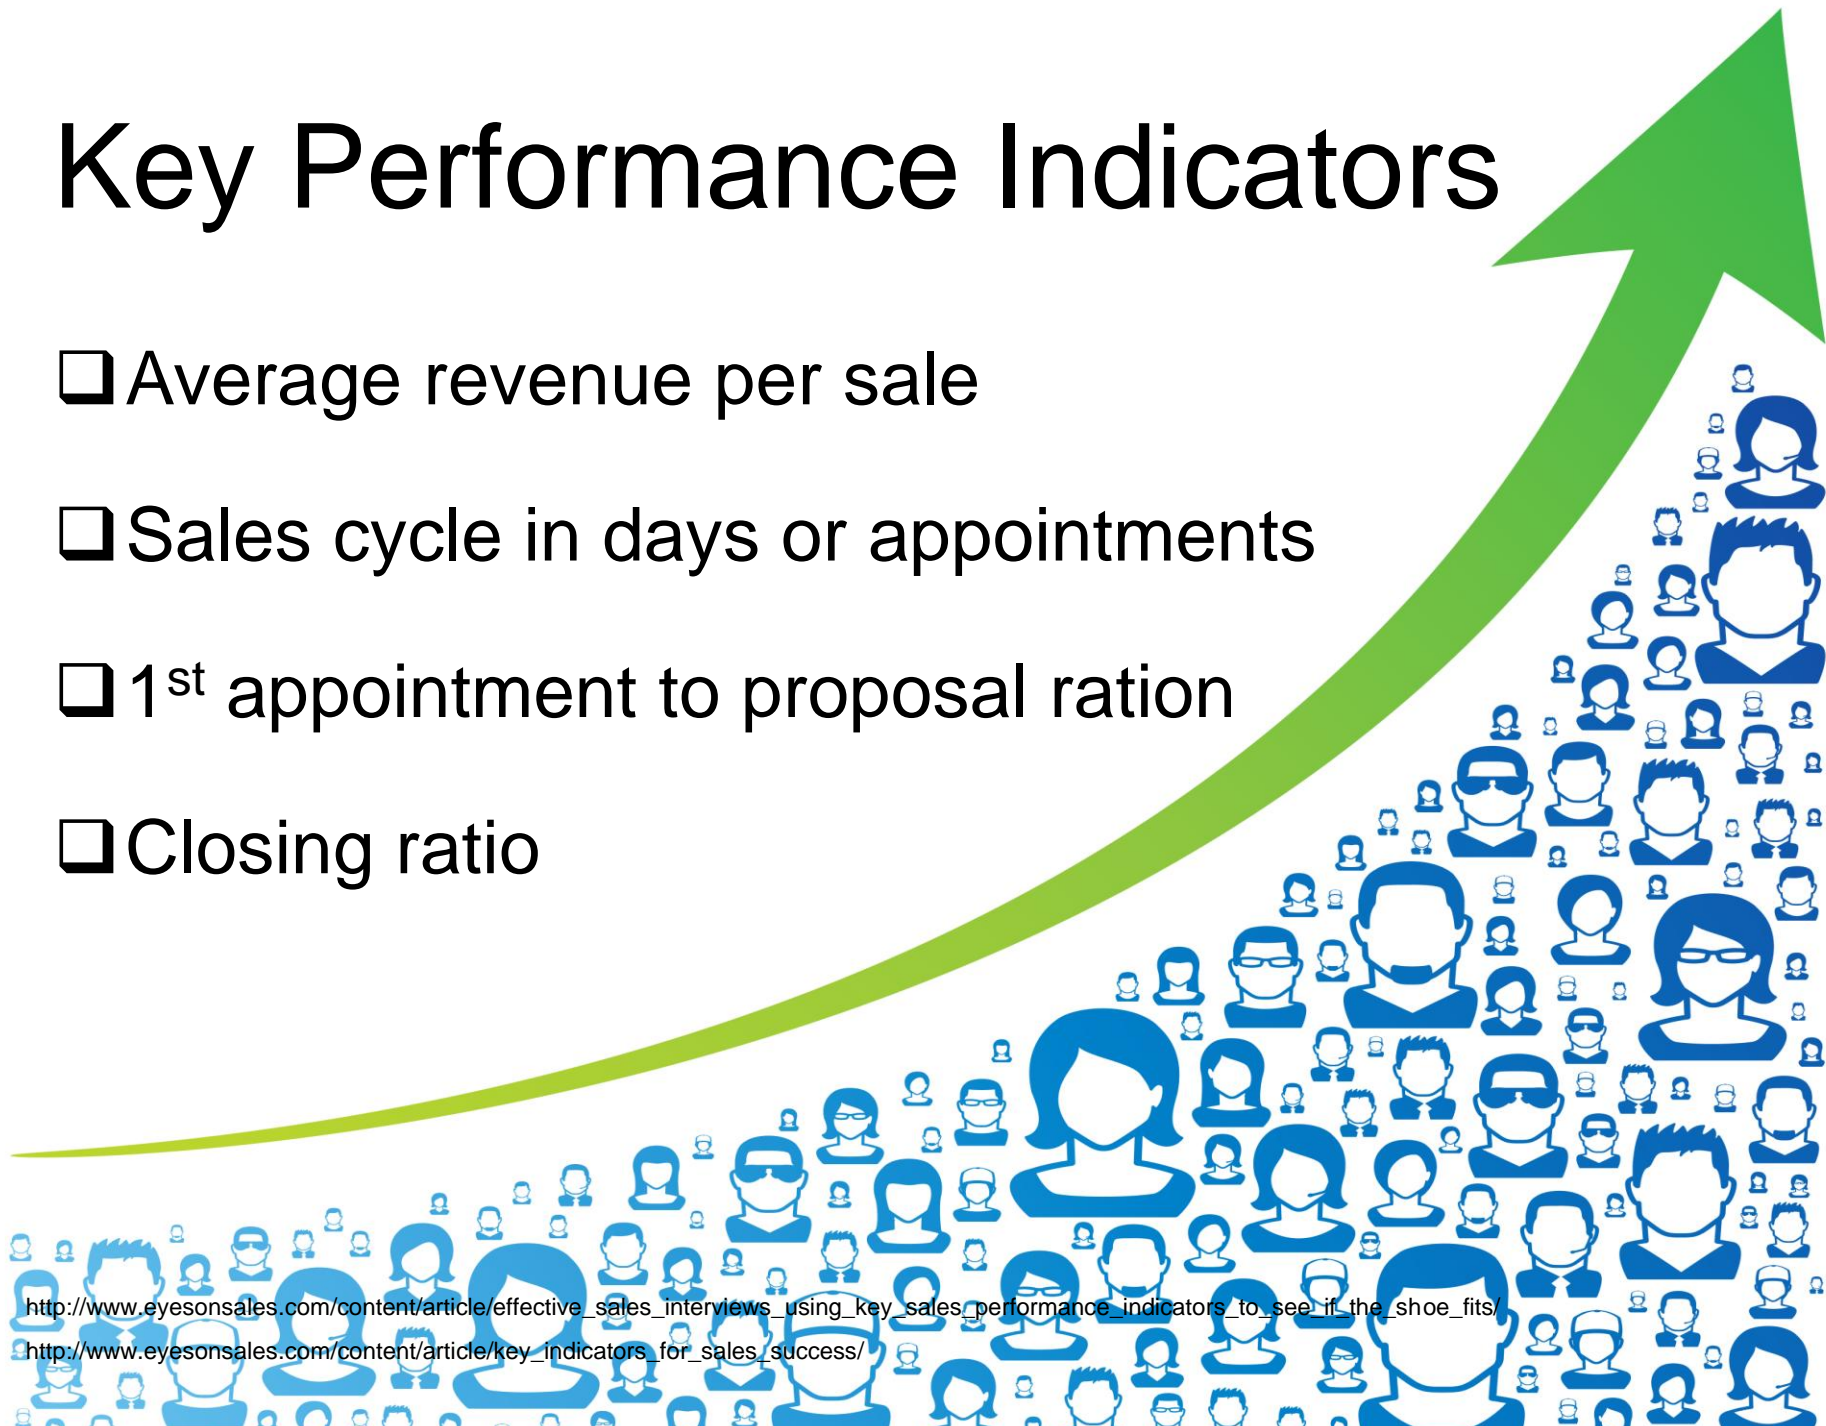 Key Performance Indicators
❑Average revenue per sale
❑Sales cycle in days or appointments
❑1st appointment to proposal ration
❑Closing ratio
http://www.eyesonsales.com/content/article/effective_sales_interviews_using_key_sales_performance_indicators_to_see_if_the_shoe_fits/
http://www.eyesonsales.com/content/article/key_indicators_for_sales_success/